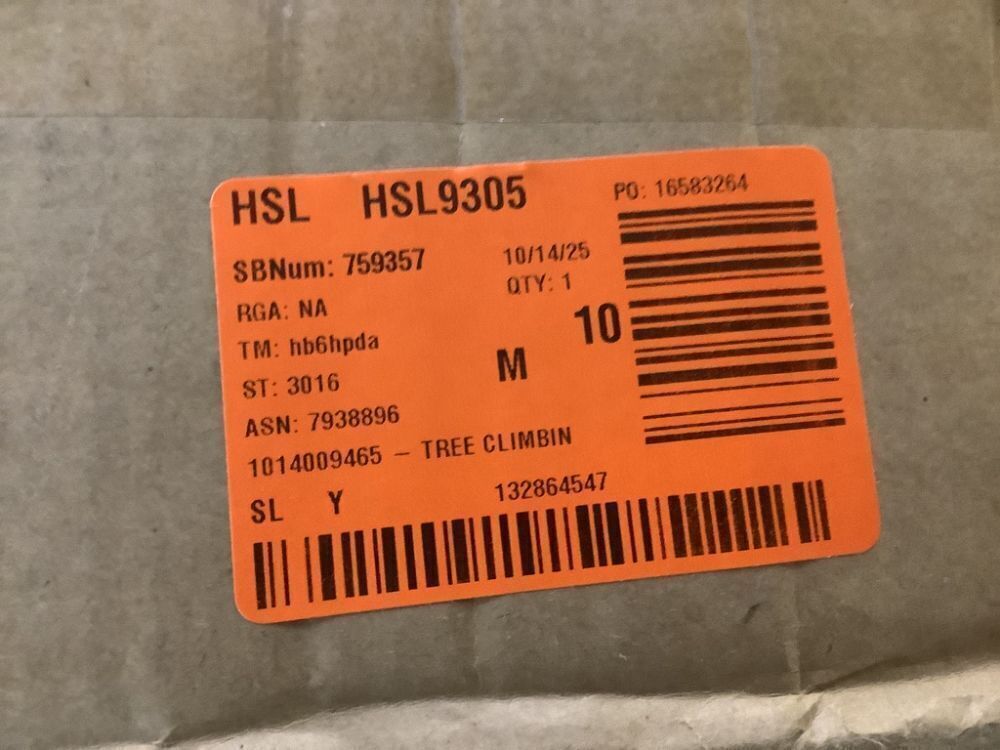 HSL HSL9305 PO: 16583264
SBNum: 759357 10/14/25
RGA: NA QTY: 1
TM: hb6hpda M 10
ST: 3016
ASN: 7938896
1014009465 – TREE CLIMBIN
SL Y 132864547